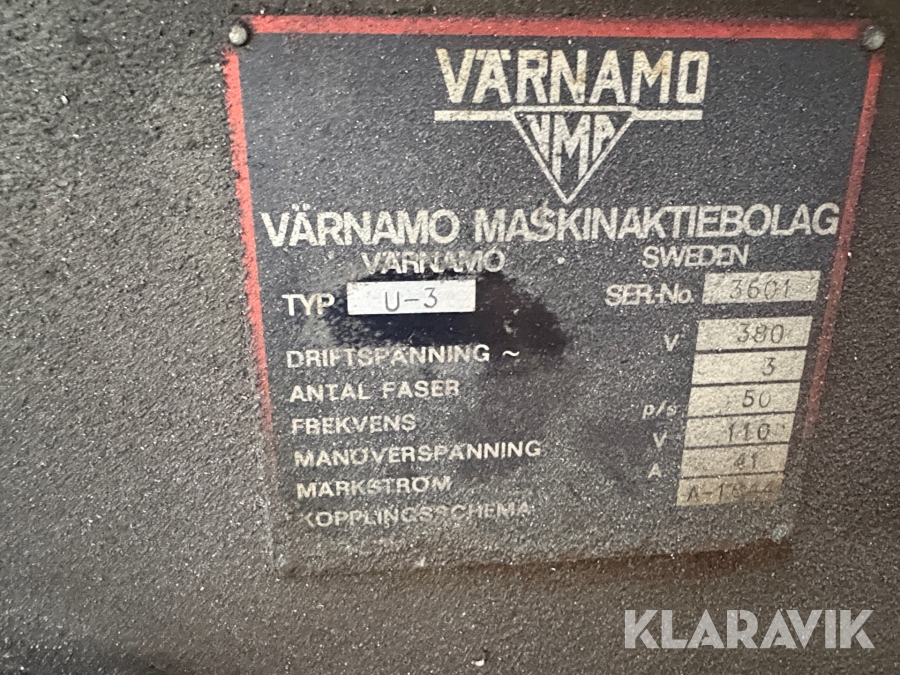 VÄRNAMO
VMA
VÄRNAMO MASKINAKTIEBOLAG
VÄRNAMO SWEDEN
TYP U-3 SER.-No. 3601
DRIFTSPÄNNING ~ V 380
ANTAL FASER 3
FREKVENS p/s 50
MANÖVERSPÄNNING V 110
MÄRKSTRÖM A 41
KOPPLINGSSCHEMA
KLARAVIK